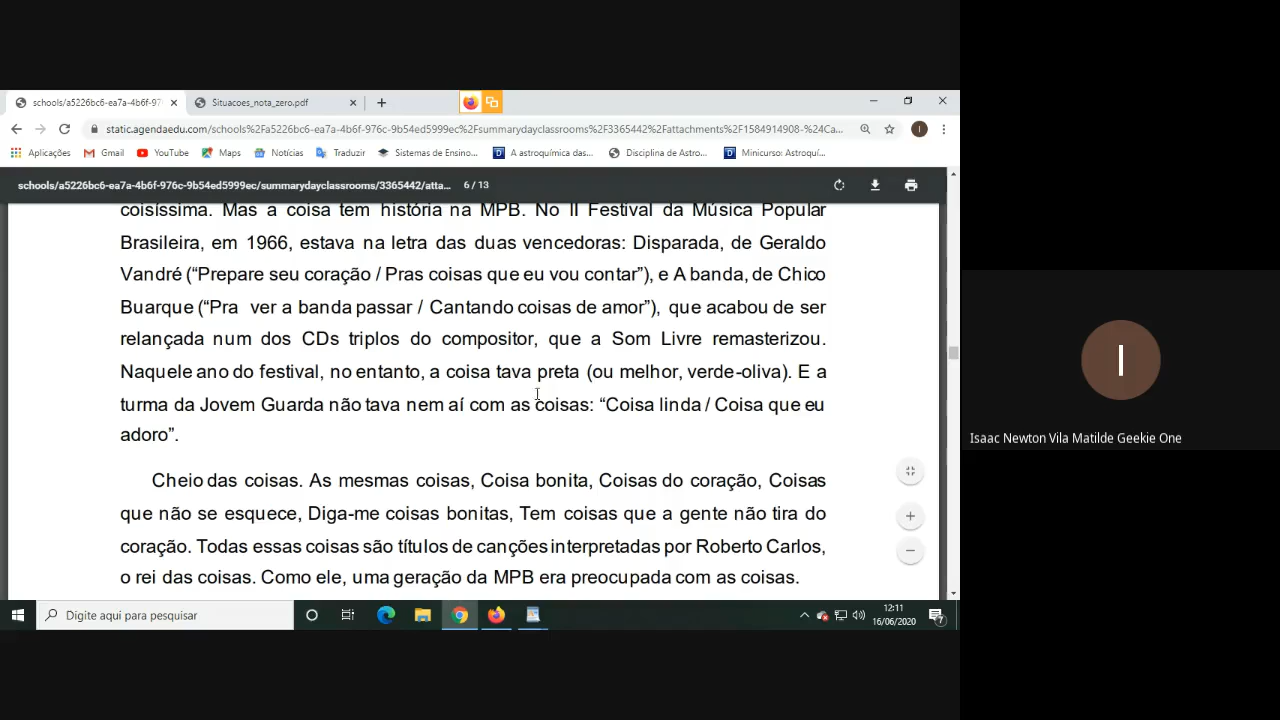 schools/a5226bc6-ea7a-4b6f-97
Situacoes_nota_zero.pdf
static.agendaedu.com/schools%2Fa5226bc6-ea7a-4b6f-976c-9b54ed5999ec%2Fsummarydayclassrooms%2F3365442%2Fattachments%2F1584914908-%24Ca...
Aplicações Gmail YouTube Maps Notícias Traduzir Sistemas de Ensino... A astroquímica das... Disciplina de Astro... Minicurso: Astroquí...
schools/a5226bc6-ea7a-4b6f-976c-9b54ed5999ec/summarydayclassrooms/3365442/atta... 6 / 13
coisíssima. Mas a coisa tem história na MPB. No II Festival da Música Popular
Brasileira, em 1966, estava na letra das duas vencedoras: Disparada, de Geraldo
Vandré (“Prepare seu coração / Pras coisas que eu vou contar”), e A banda, de Chico
Buarque (“Pra ver a banda passar / Cantando coisas de amor”), que acabou de ser
relançada num dos CDs triplos do compositor, que a Som Livre remasterizou.
Naquele ano do festival, no entanto, a coisa tava preta (ou melhor, verde-oliva). E a
turma da Jovem Guarda não tava nem aí com as coisas: “Coisa linda / Coisa que eu
adoro”.
Cheio das coisas. As mesmas coisas, Coisa bonita, Coisas do coração, Coisas
que não se esquece, Diga-me coisas bonitas, Tem coisas que a gente não tira do
coração. Todas essas coisas são títulos de canções interpretadas por Roberto Carlos,
o rei das coisas. Como ele, uma geração da MPB era preocupada com as coisas.
I
Isaac Newton Vila Matilde Geekie One
Digite aqui para pesquisar
12:11
16/06/2020
7